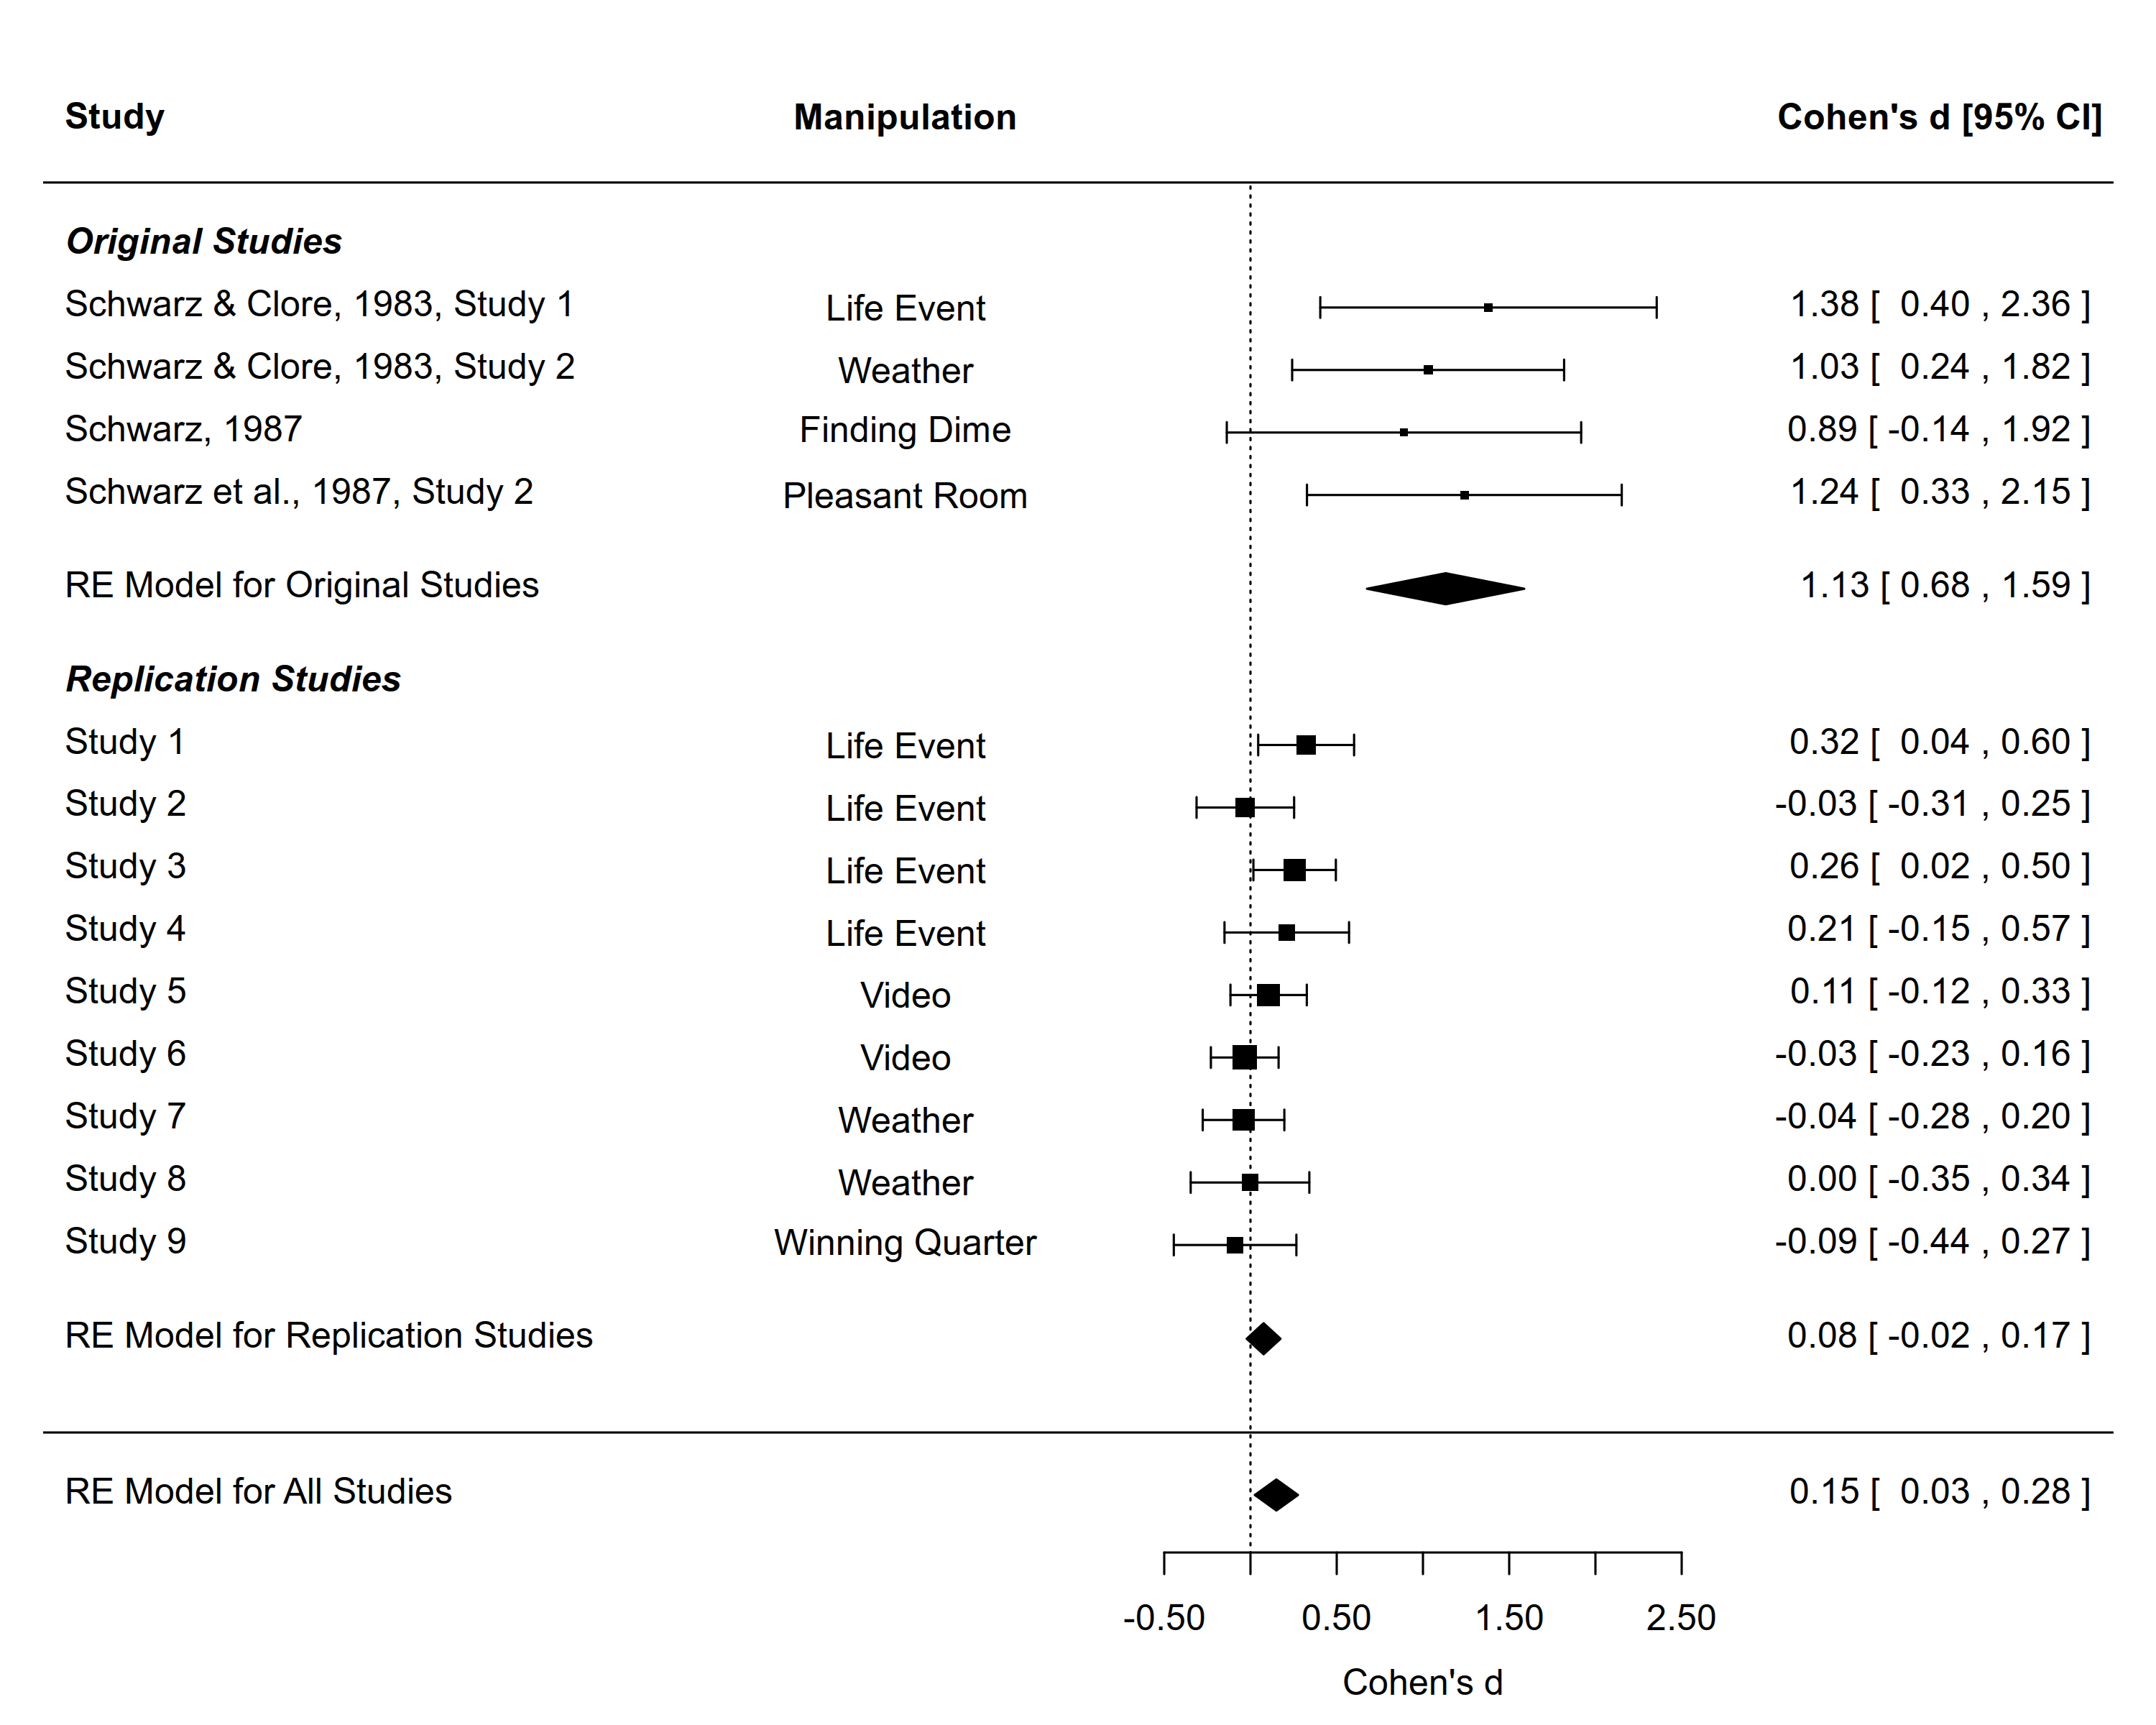 Study Manipulation Cohen's d [95% CI]
Original Studies
Schwarz & Clore, 1983, Study 1 Life Event 1.38 [ 0.40 , 2.36 ]
Schwarz & Clore, 1983, Study 2 Weather 1.03 [ 0.24 , 1.82 ]
Schwarz, 1987 Finding Dime 0.89 [ -0.14 , 1.92 ]
Schwarz et al., 1987, Study 2 Pleasant Room 1.24 [ 0.33 , 2.15 ]
RE Model for Original Studies 1.13 [ 0.68 , 1.59 ]
Replication Studies
Study 1 Life Event 0.32 [ 0.04 , 0.60 ]
Study 2 Life Event -0.03 [ -0.31 , 0.25 ]
Study 3 Life Event 0.26 [ 0.02 , 0.50 ]
Study 4 Life Event 0.21 [ -0.15 , 0.57 ]
Study 5 Video 0.11 [ -0.12 , 0.33 ]
Study 6 Video -0.03 [ -0.23 , 0.16 ]
Study 7 Weather -0.04 [ -0.28 , 0.20 ]
Study 8 Weather 0.00 [ -0.35 , 0.34 ]
Study 9 Winning Quarter -0.09 [ -0.44 , 0.27 ]
RE Model for Replication Studies 0.08 [ -0.02 , 0.17 ]
RE Model for All Studies 0.15 [ 0.03 , 0.28 ]
-0.50 0.50 1.50 2.50
Cohen's d